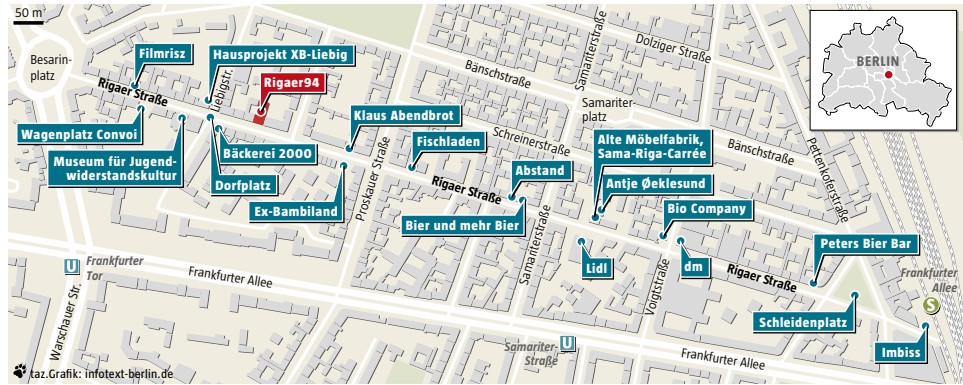 50 m
Besarin-
platz
Filmrisz
Hausprojekt XB-Liebig
Rigaer94
Liebigstr.
Rigaer Straße
Wagenplatz Convoi
Museum für Jugend-
widerstandskultur
Bäckerei 2000
Dorfplatz
Ex-Bambiland
Klaus Abendbrot
Proskauer Straße
Fischladen
Bänschstraße
Schreinerstraße
Samariterstraße
Dolziger Straße
Samariter-
platz
Bänschstraße
Pettenkoferstraße
BERLIN
Rigaer Straße
Abstand
Bier und mehr Bier
Samariterstraße
Alte Möbelfabrik,
Sama-Riga-Carrée
Antje Øeklesund
Bio Company
Lidl
dm
Voigtstraße
Rigaer Straße
Peters Bier Bar
Schleidenplatz
Imbiss
Frankfurter
Allee
S
U
Frankfurter
Tor
Warschauer Str.
Frankfurter Allee
Samariter-
Straße
U
Frankfurter Allee
taz.Grafik: infotext-berlin.de